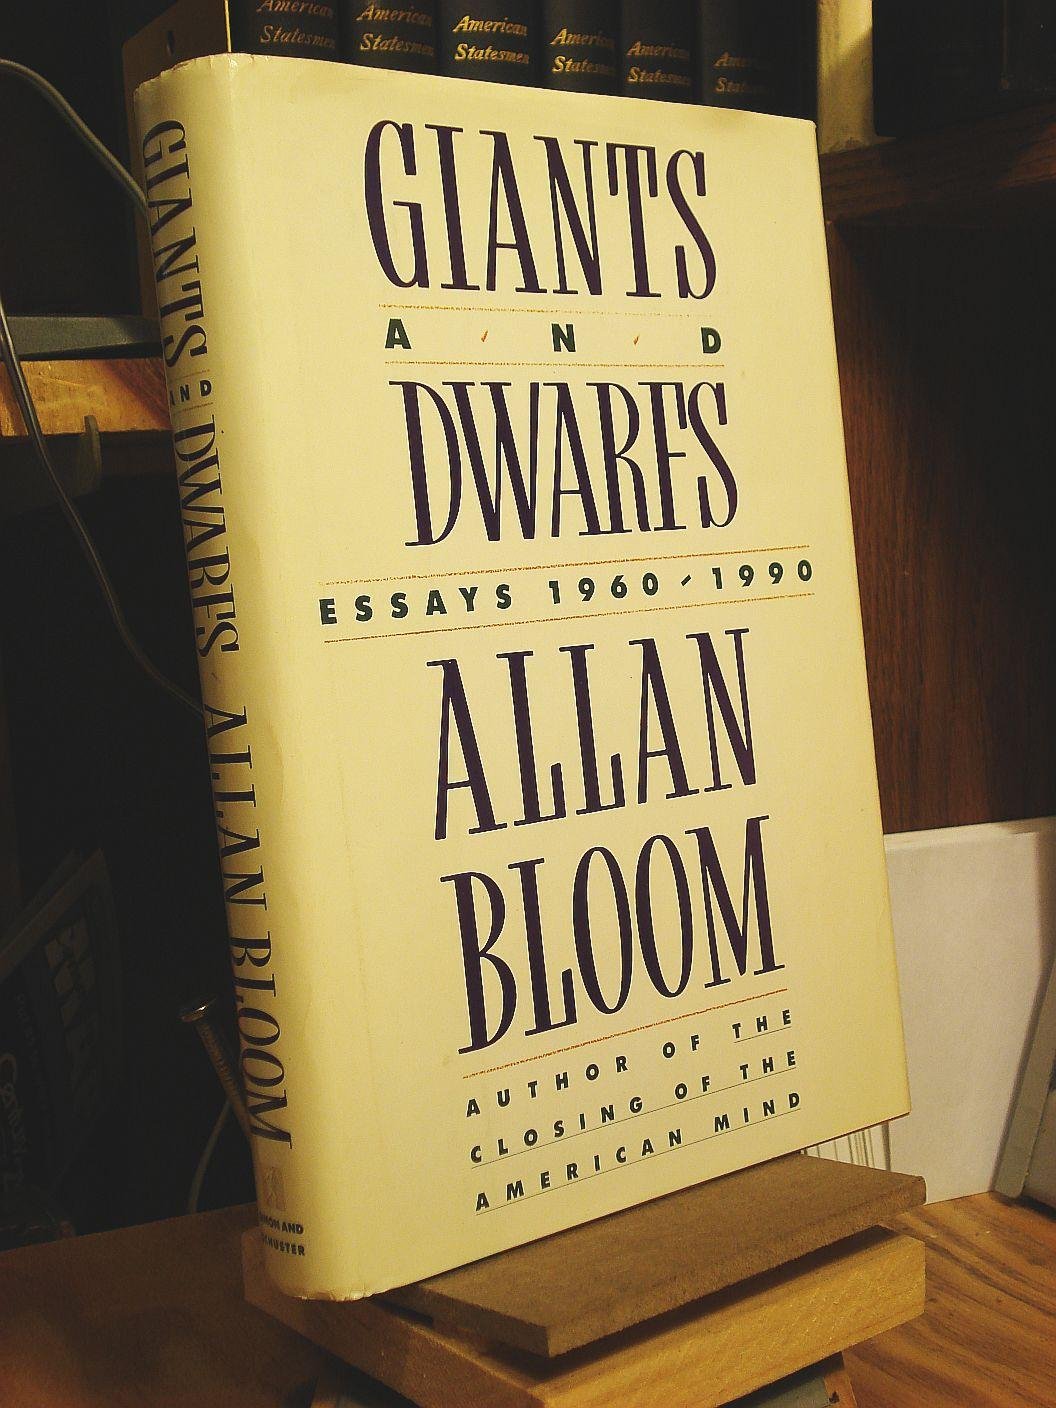 American
Statesmen
American
Statesmen
American
Statesmen
American
Statesmen
American
Statesmen
GIANTS
AND
DWARFS
ESSAYS 1960-1990
ALLAN
BLOOM
AUTHOR OF THE
CLOSING OF THE
AMERICAN MIND
GIANTS AND DWARFS - ALLAN BLOOM